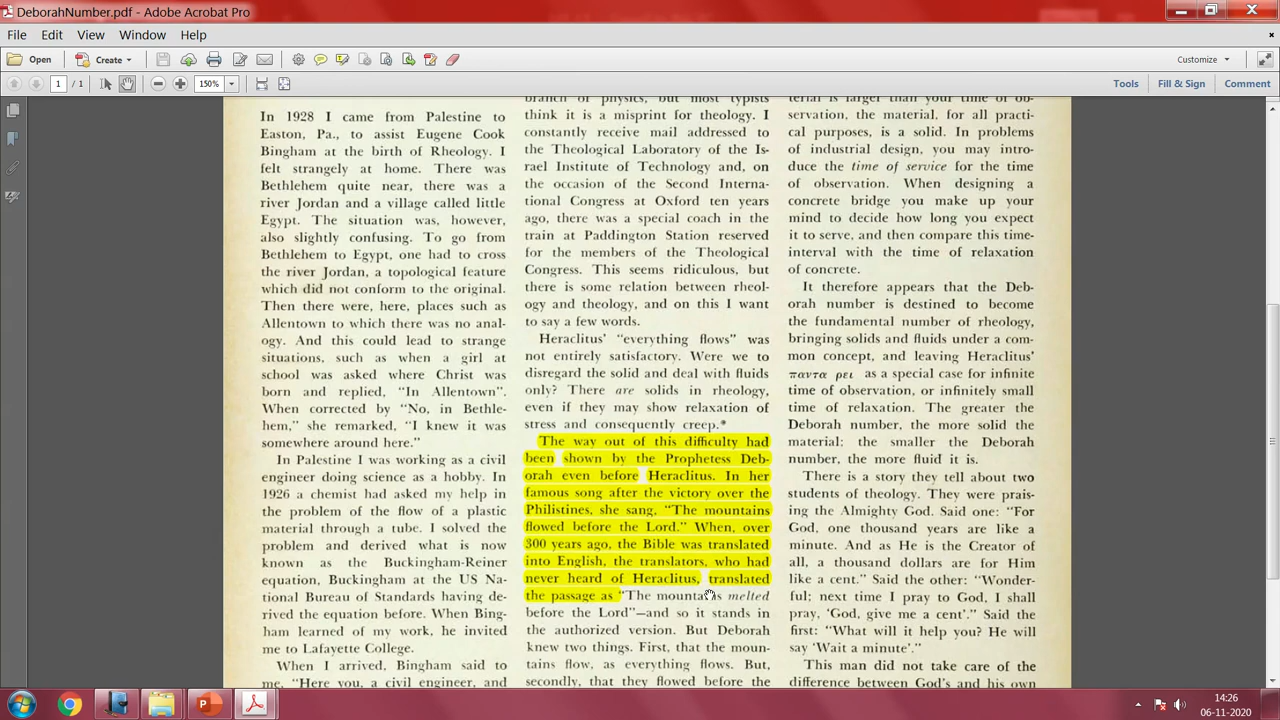 DeborahNumber.pdf - Adobe Acrobat Pro
File Edit View Window Help
Open Create Customize
1 / 1 150% Tools Fill & Sign Comment
In 1928 I came from Palestine to
Easton, Pa., to assist Eugene Cook
Bingham at the birth of Rheology. I
felt strangely at home. There was
Bethlehem quite near, there was a
river Jordan and a village called little
Egypt. The situation was, however,
also slightly confusing. To go from
Bethlehem to Egypt, one had to cross
the river Jordan, a topological feature
which did not conform to the original.
Then there were, here, places such as
Allentown to which there was no anal-
ogy. And this could lead to strange
situations, such as when a girl at
school was asked where Christ was
born and replied, "In Allentown".
When corrected by "No, in Bethle-
hem," she remarked, "I knew it was
somewhere around here."
In Palestine I was working as a civil
engineer doing science as a hobby. In
1926 a chemist had asked my help in
the problem of the flow of a plastic
material through a tube. I solved the
problem and derived what is now
known as the Buckingham-Reiner
equation, Buckingham at the US Na-
tional Bureau of Standards having de-
rived the equation before. When Bing-
ham learned of my work, he invited
me to Lafayette College.
When I arrived, Bingham said to
me, "Here you, a civil engineer, and
branch of physics, but most typists
think it is a misprint for theology. I
constantly receive mail addressed to
the Theological Laboratory of the Is-
rael Institute of Technology and, on
the occasion of the Second Interna-
tional Congress at Oxford ten years
ago, there was a special coach in the
train at Paddington Station reserved
for the members of the Theological
Congress. This seems ridiculous, but
there is some relation between rheol-
ogy and theology, and on this I want
to say a few words.
Heraclitus' "everything flows" was
not entirely satisfactory. Were we to
disregard the solid and deal with fluids
only? There are solids in rheology,
even if they may show relaxation of
stress and consequently creep.*
The way out of this difficulty had
been shown by the Prophetess Deb-
orah even before Heraclitus. In her
famous song after the victory over the
Philistines, she sang, "The mountains
flowed before the Lord." When, over
300 years ago, the Bible was translated
into English, the translators, who had
never heard of Heraclitus, translated
the passage as "The mountains melted
before the Lord"—and so it stands in
the authorized version. But Deborah
knew two things. First, that the moun-
tains flow, as everything flows. But,
secondly, that they flowed before the
terial is larger than your time of ob-
servation, the material, for all practi-
cal purposes, is a solid. In problems
of industrial design, you may intro-
duce the time of service for the time
of observation. When designing a
concrete bridge you make up your
mind to decide how long you expect
it to serve, and then compare this time-
interval with the time of relaxation
of concrete.
It therefore appears that the Deb-
orah number is destined to become
the fundamental number of rheology,
bringing solids and fluids under a com-
mon concept, and leaving Heraclitus'
παντα ρει as a special case for infinite
time of observation, or infinitely small
time of relaxation. The greater the
Deborah number, the more solid the
material; the smaller the Deborah
number, the more fluid it is.
There is a story they tell about two
students of theology. They were prais-
ing the Almighty God. Said one: "For
God, one thousand years are like a
minute. And as He is the Creator of
all, a thousand dollars are for Him
like a cent." Said the other: "Wonder-
ful; next time I pray to God, I shall
pray, 'God, give me a cent'." Said the
first: "What will it help you? He will
say 'Wait a minute'."
This man did not take care of the
difference between God's and his own
14:26
06-11-2020